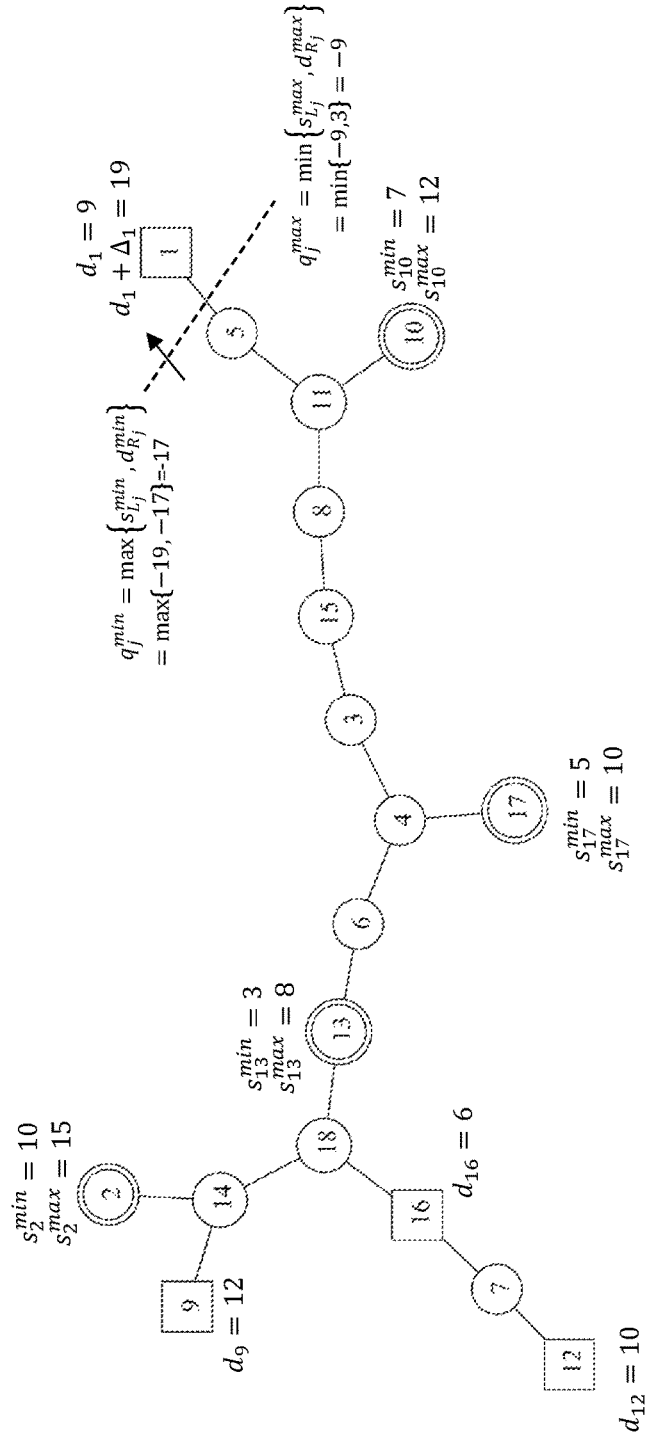 d_1 = 9
d_1 + Δ_1 = 19
q_j^{min} = max{s_{L_j}^{min}, d_{R_j}^{min}}
= max{−19, −17}=-17
q_j^{max} = min{s_{L_j}^{max}, d_{R_j}^{max}}
= min{−9,3} = −9
s_2^{min} = 10
s_2^{max} = 15
s_{13}^{min} = 3
s_{13}^{max} = 8
2
1
9
14
5
d_9 = 12
18
13
6
4
3
15
8
11
10
s_{10}^{min} = 7
s_{10}^{max} = 12
16
d_{16} = 6
17
s_{17}^{min} = 5
s_{17}^{max} = 10
7
12
d_{12} = 10